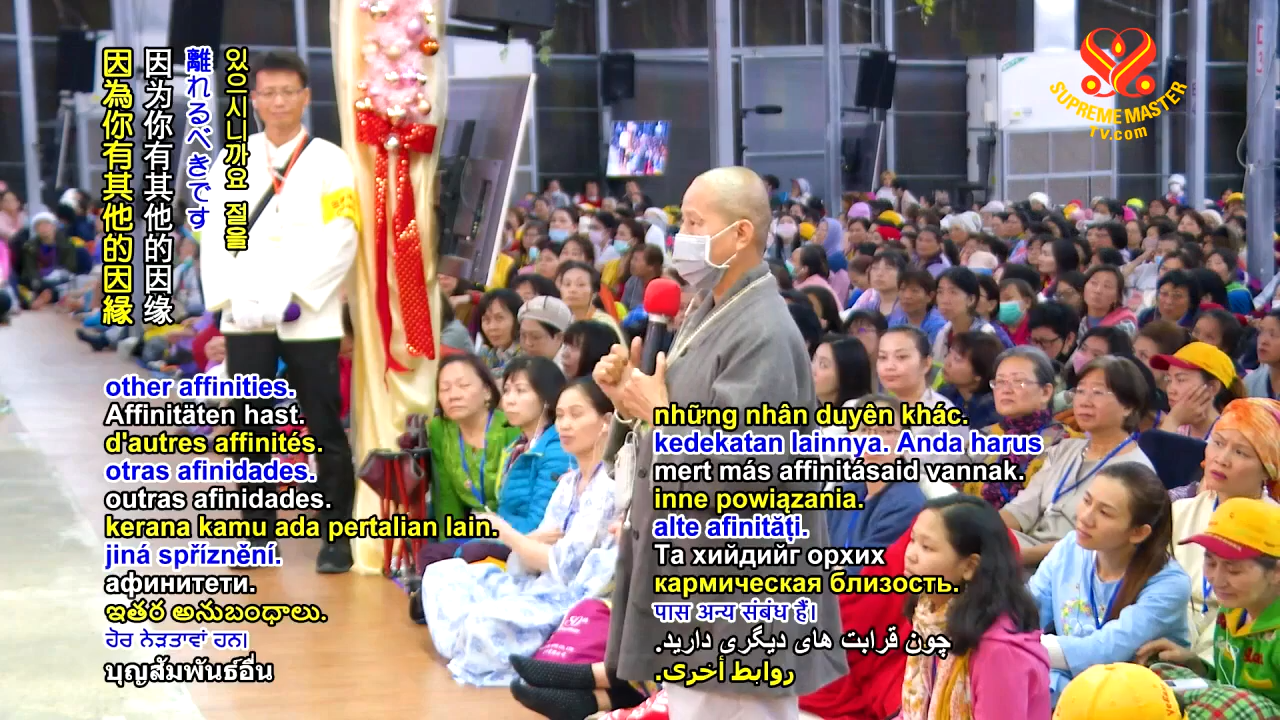 因為你有其他的因緣
因为你有其他的因缘
離れるべきです
있으시니까요 절을
SUPREME MASTER
TV.com
other affinities.
Affinitäten hast.
d'autres affinités.
otras afinidades.
outras afinidades.
kerana kamu ada pertalian lain.
jiná spříznění.
афинитети.
ఇతర అనుబంధాలు.
ਹੋਰ ਨੇੜਤਾਵਾਂ ਹਨ।
บุญสัมพันธ์อื่น
những nhân duyên khác.
kedekatan lainnya. Anda harus
mert más affinitásaid vannak.
inne powiązania.
alte afinități.
Та хийдийг орхих
кармическая близость.
पास अन्य संबंध हैं।
چون قرابت های دیگری دارید.
روابط أخرى.